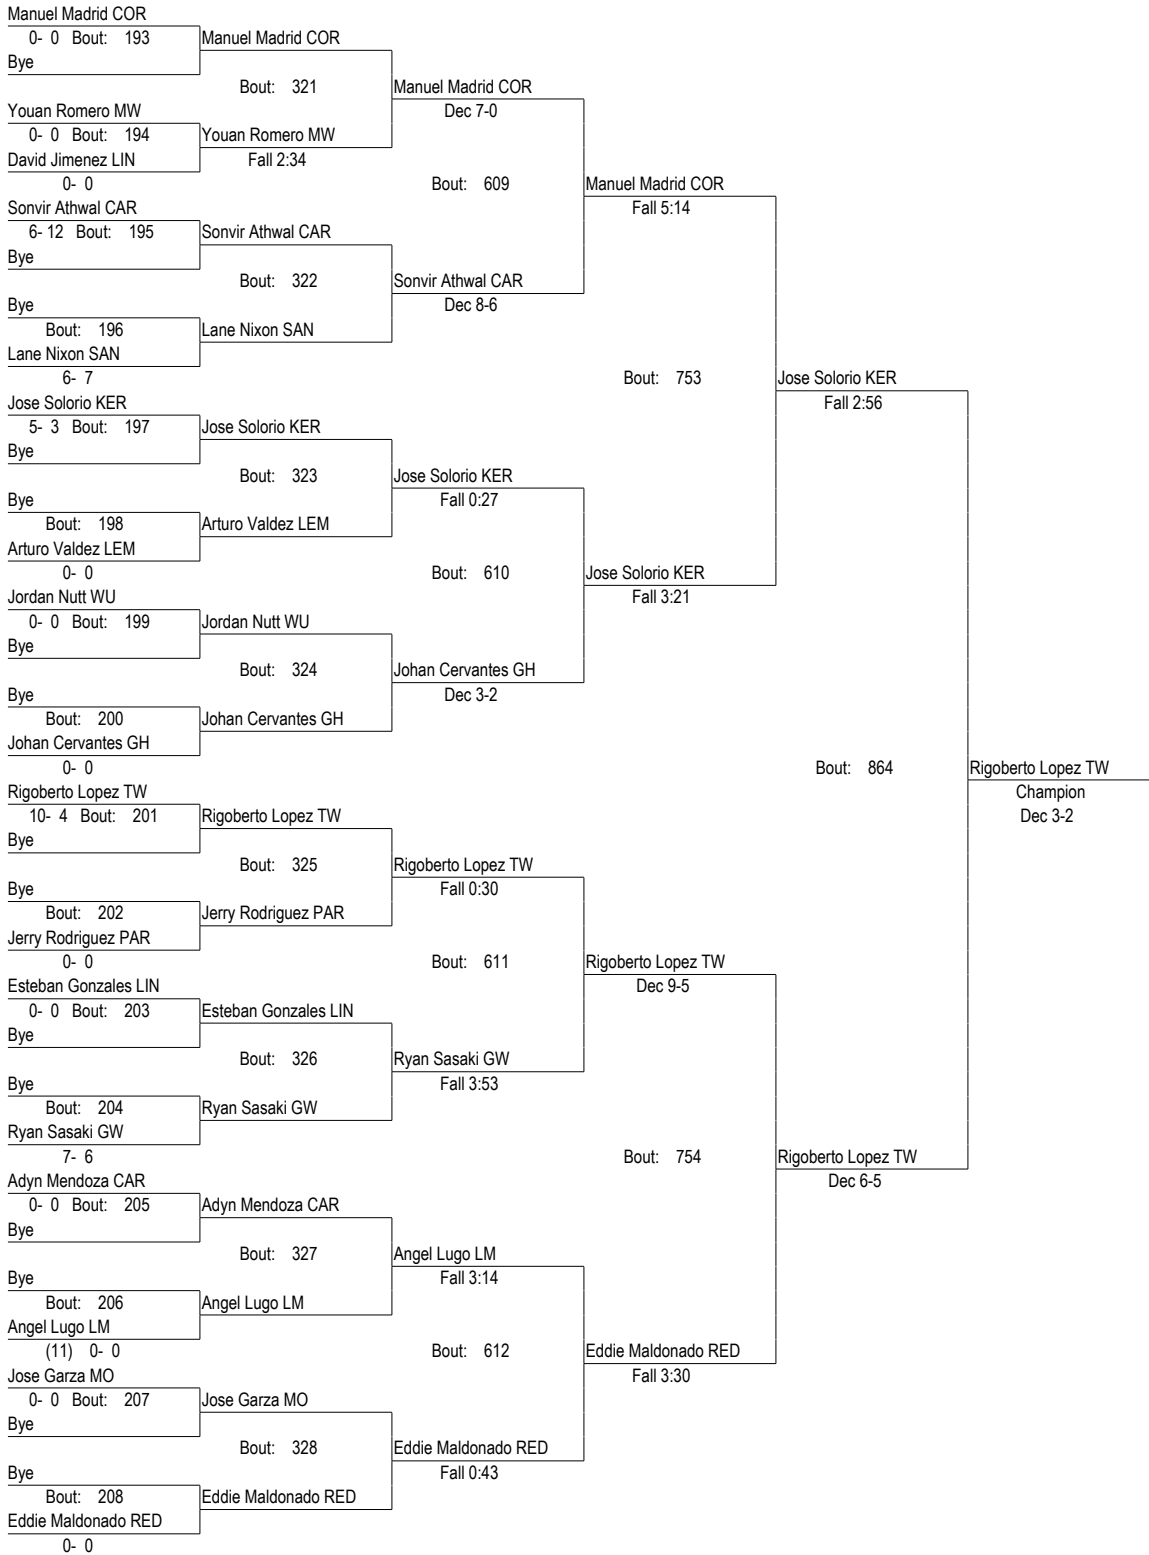 Manuel Madrid COR
0- 0 Bout: 193
Manuel Madrid COR
Bye
Bout: 321
Manuel Madrid COR
Youan Romero MW
Dec 7-0
0- 0 Bout: 194
Youan Romero MW
David Jimenez LIN
Fall 2:34
0- 0
Bout: 609
Manuel Madrid COR
Sonvir Athwal CAR
Fall 5:14
6- 12 Bout: 195
Sonvir Athwal CAR
Bye
Bout: 322
Sonvir Athwal CAR
Bye
Dec 8-6
Bout: 196
Lane Nixon SAN
Lane Nixon SAN
6- 7
Bout: 753
Jose Solorio KER
Jose Solorio KER
Fall 2:56
5- 3 Bout: 197
Jose Solorio KER
Bye
Bout: 323
Jose Solorio KER
Bye
Fall 0:27
Bout: 198
Arturo Valdez LEM
Arturo Valdez LEM
0- 0
Bout: 610
Jose Solorio KER
Jordan Nutt WU
Fall 3:21
0- 0 Bout: 199
Jordan Nutt WU
Bye
Bout: 324
Johan Cervantes GH
Bye
Dec 3-2
Bout: 200
Johan Cervantes GH
Johan Cervantes GH
0- 0
Bout: 864
Rigoberto Lopez TW
Rigoberto Lopez TW
Champion
10- 4 Bout: 201
Rigoberto Lopez TW
Dec 3-2
Bye
Bout: 325
Rigoberto Lopez TW
Bye
Fall 0:30
Bout: 202
Jerry Rodriguez PAR
Jerry Rodriguez PAR
0- 0
Bout: 611
Rigoberto Lopez TW
Esteban Gonzales LIN
Dec 9-5
0- 0 Bout: 203
Esteban Gonzales LIN
Bye
Bout: 326
Ryan Sasaki GW
Bye
Fall 3:53
Bout: 204
Ryan Sasaki GW
Ryan Sasaki GW
7- 6
Bout: 754
Rigoberto Lopez TW
Adyn Mendoza CAR
Dec 6-5
0- 0 Bout: 205
Adyn Mendoza CAR
Bye
Bout: 327
Angel Lugo LM
Bye
Fall 3:14
Bout: 206
Angel Lugo LM
Angel Lugo LM
(11) 0- 0
Bout: 612
Eddie Maldonado RED
Jose Garza MO
Fall 3:30
0- 0 Bout: 207
Jose Garza MO
Bye
Bout: 328
Eddie Maldonado RED
Bye
Fall 0:43
Bout: 208
Eddie Maldonado RED
Eddie Maldonado RED
0- 0